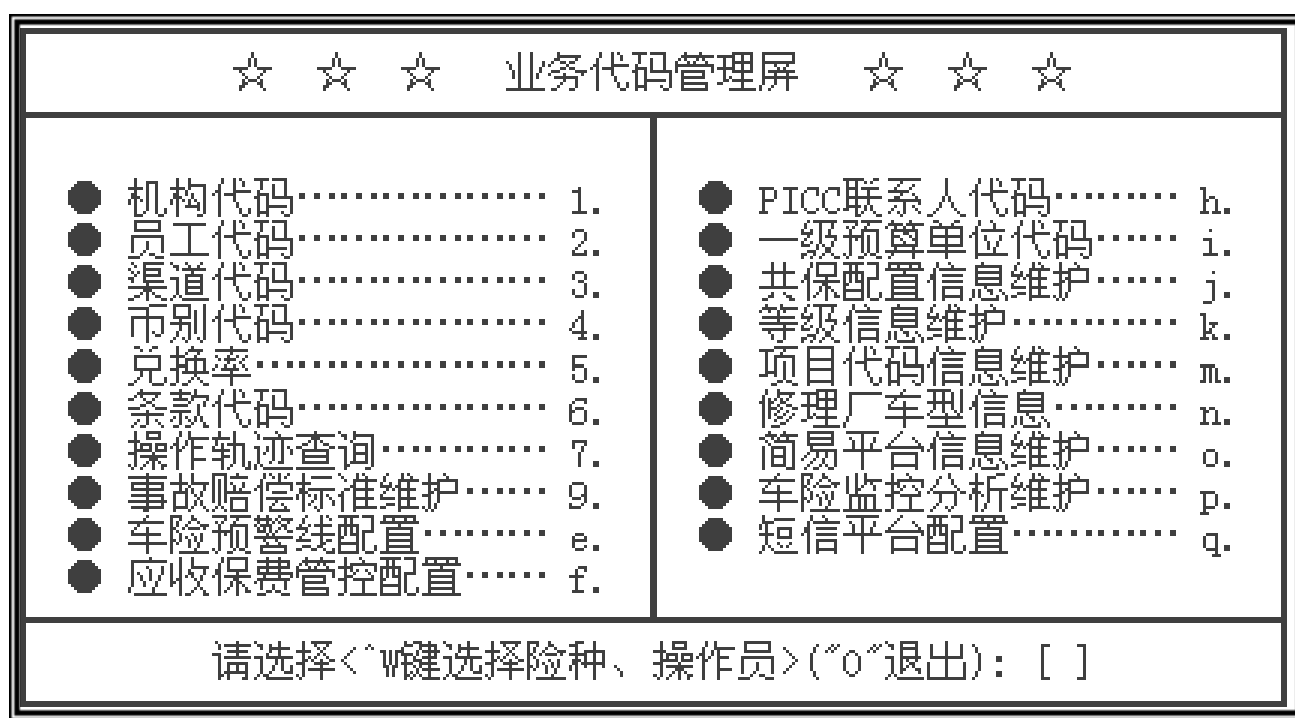 ☆ ☆ ☆ 业务代码管理屏 ☆ ☆ ☆
● 机构代码……………… 1.
● 员工代码……………… 2.
● 渠道代码……………… 3.
● 币别代码……………… 4.
● 兑换率………………… 5.
● 条款代码……………… 6.
● 操作轨迹查询………… 7.
● 事故赔偿标准维护…… 9.
● 车险预警线配置……… e.
● 应收保费管控配置…… f.
● PICC联系人代码……… h.
● 一级预算单位代码…… i.
● 共保配置信息维护…… j.
● 等级信息维护………… k.
● 项目代码信息维护…… m.
● 修理厂车型信息……… n.
● 简易平台信息维护…… o.
● 车险监控分析维护…… p.
● 短信平台配置………… q.
请选择<^W键选择险种、操作员>("0"退出): [ ]